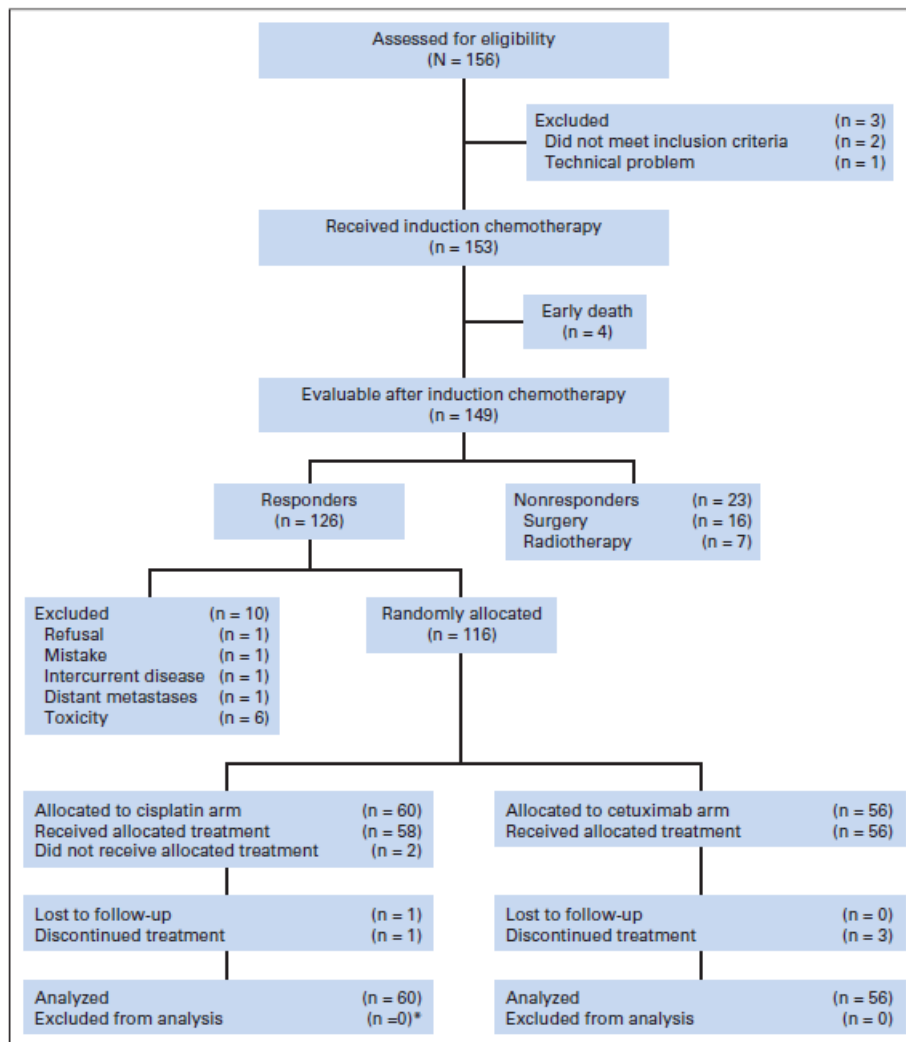 Assessed for eligibility
(N = 156)
Excluded (n = 3)
Did not meet inclusion criteria (n = 2)
Technical problem (n = 1)
Received induction chemotherapy
(n = 153)
Early death
(n = 4)
Evaluable after induction chemotherapy
(n = 149)
Responders
(n = 126)
Nonresponders (n = 23)
Surgery (n = 16)
Radiotherapy (n = 7)
Excluded (n = 10)
Refusal (n = 1)
Mistake (n = 1)
Intercurrent disease (n = 1)
Distant metastases (n = 1)
Toxicity (n = 6)
Randomly allocated
(n = 116)
Allocated to cisplatin arm (n = 60)
Received allocated treatment (n = 58)
Did not receive allocated treatment (n = 2)
Allocated to cetuximab arm (n = 56)
Received allocated treatment (n = 56)
Lost to follow-up (n = 1)
Discontinued treatment (n = 1)
Lost to follow-up (n = 0)
Discontinued treatment (n = 3)
Analyzed (n = 60)
Excluded from analysis (n =0)*
Analyzed (n = 56)
Excluded from analysis (n = 0)